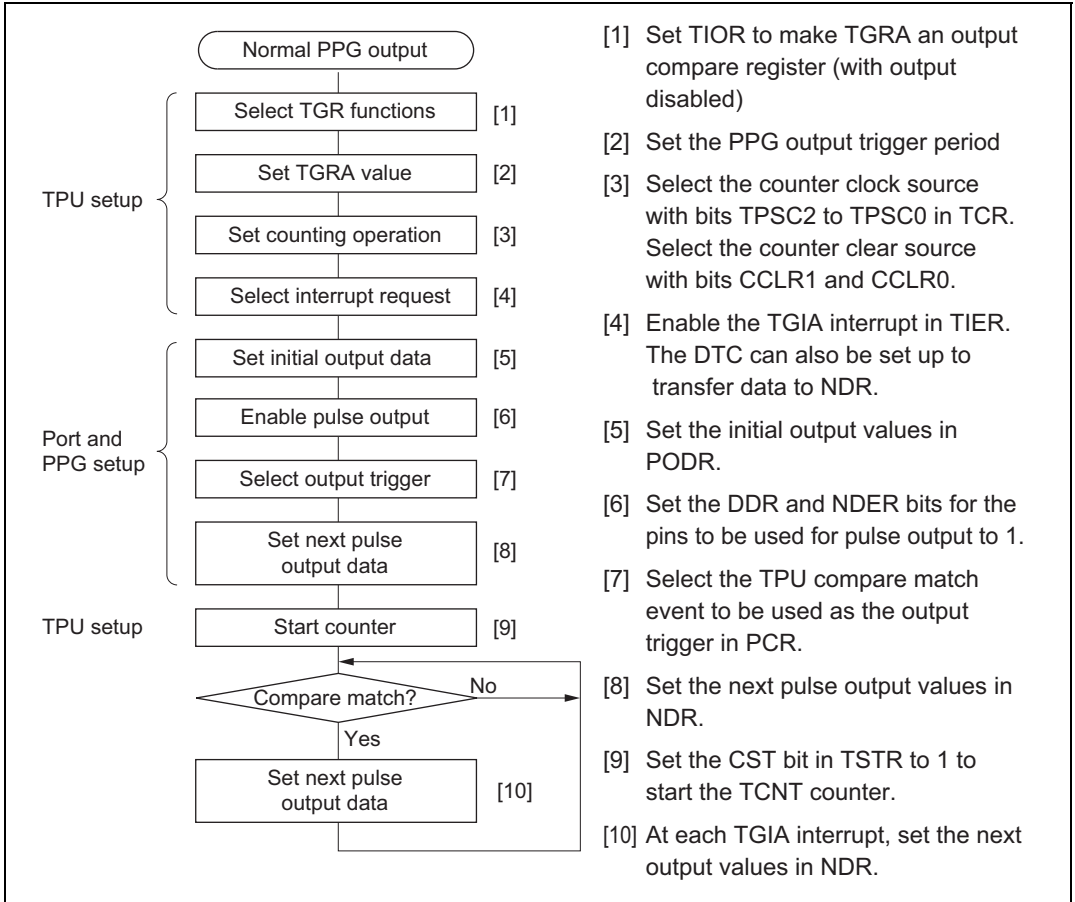 Normal PPG output
Select TGR functions [1]
Set TGRA value [2]
TPU setup
Set counting operation [3]
Select interrupt request [4]
Set initial output data [5]
Enable pulse output [6]
Port and
PPG setup
Select output trigger [7]
Set next pulse
output data
[8]
TPU setup
Start counter [9]
Compare match?
No
Yes
Set next pulse
output data
[10]
[1] Set TIOR to make TGRA an output
compare register (with output
disabled)
[2] Set the PPG output trigger period
[3] Select the counter clock source
with bits TPSC2 to TPSC0 in TCR.
Select the counter clear source
with bits CCLR1 and CCLR0.
[4] Enable the TGIA interrupt in TIER.
The DTC can also be set up to
transfer data to NDR.
[5] Set the initial output values in
PODR.
[6] Set the DDR and NDER bits for the
pins to be used for pulse output to 1.
[7] Select the TPU compare match
event to be used as the output
trigger in PCR.
[8] Set the next pulse output values in
NDR.
[9] Set the CST bit in TSTR to 1 to
start the TCNT counter.
[10] At each TGIA interrupt, set the next
output values in NDR.